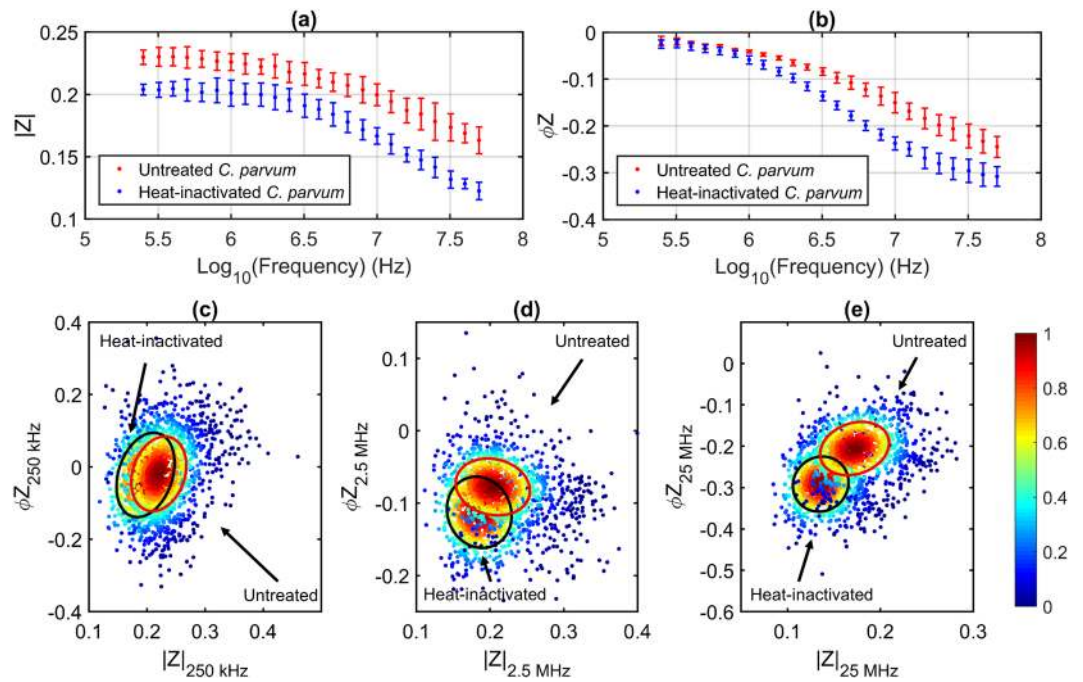 (a)
0.25
0.2
0.15
0.1
|Z|
Untreated C. parvum
Heat-inactivated C. parvum
5
5.5
6
6.5
7
7.5
8
Log10(Frequency) (Hz)
(b)
0
-0.1
-0.2
-0.3
-0.4
ϕZ
Untreated C. parvum
Heat-inactivated C. parvum
5
5.5
6
6.5
7
7.5
8
Log10(Frequency) (Hz)
(c)
0.4
0.2
0
-0.2
-0.4
ϕZ250 kHz
Heat-inactivated
Untreated
0.1
0.2
0.3
0.4
|Z|250 kHz
(d)
0.1
0
-0.1
-0.2
ϕZ2.5 MHz
Untreated
Heat-inactivated
0.1
0.2
0.3
0.4
|Z|2.5 MHz
(e)
0
-0.1
-0.2
-0.3
-0.4
-0.5
-0.6
ϕZ25 MHz
Untreated
Heat-inactivated
0.1
0.2
0.3
|Z|25 MHz
1
0.8
0.6
0.4
0.2
0